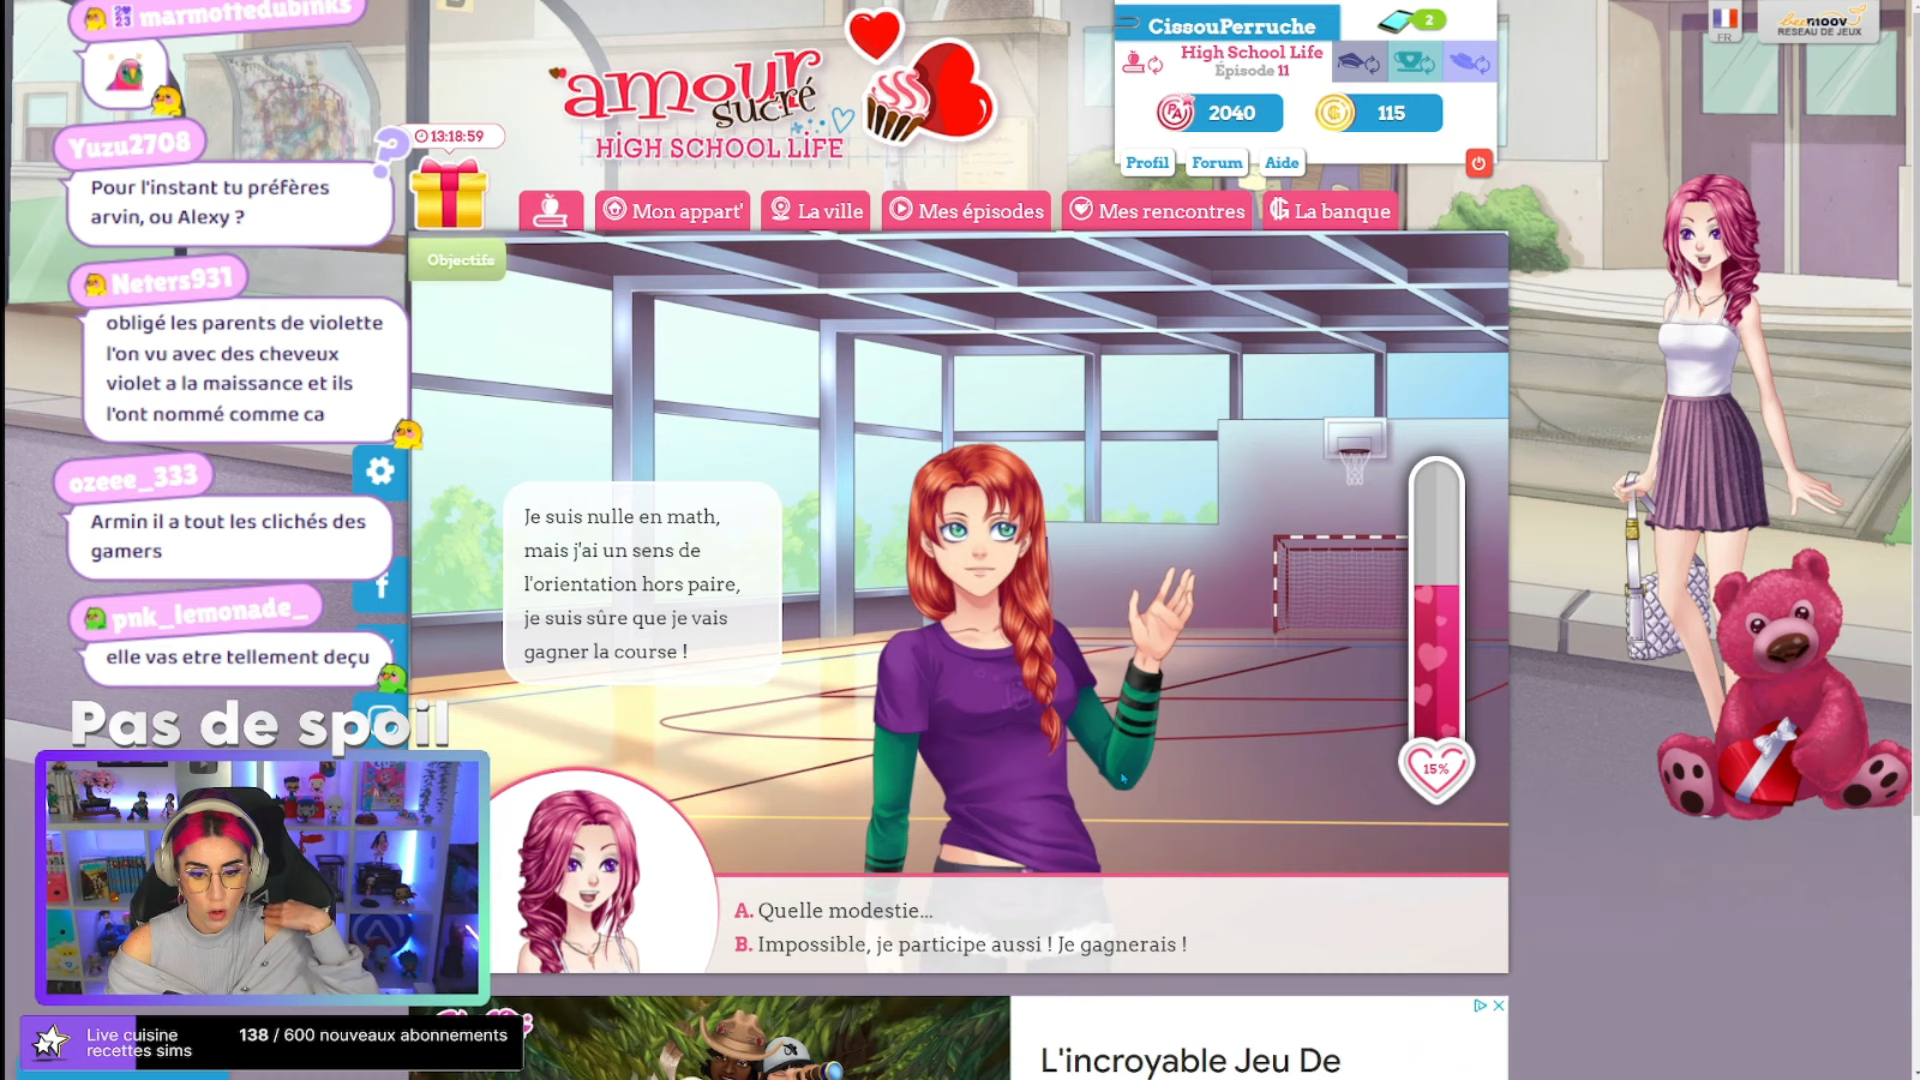 marmottedubinks
Yuzu2708
Pour l'instant tu préfères
arvin, ou Alexy ?
Neters931
obligé les parents de violette
l'on vu avec des cheveux
violet a la maissance et ils
l'ont nommé comme ca
ozeee_333
Armin il a tout les clichés des
gamers
pnk_lemonade_
elle vas etre tellement deçu
Pas de spoil
Live cuisine
recettes sims
138 / 600 nouveaux abonnements
13:18:59
amour
sucré
HIGH SCHOOL LIFE
CissouPerruche
2
High School Life
Épisode 11
PA
2040
115
Profil
Forum
Aide
FR
beemoov
RESEAU DE JEUX
Mon appart'
La ville
Mes épisodes
Mes rencontres
La banque
Objectifs
Je suis nulle en math,
mais j'ai un sens de
l'orientation hors paire,
je suis sûre que je vais
gagner la course !
15%
A. Quelle modestie...
B. Impossible, je participe aussi ! Je gagnerais !
L'incroyable Jeu De